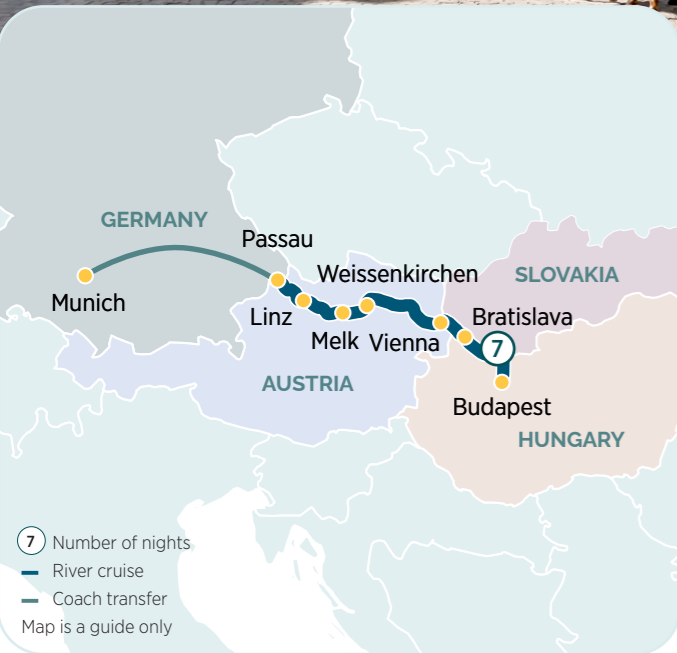 GERMANY
Passau
Munich
Weissenkirchen
SLOVAKIA
Linz
Bratislava
Melk
Vienna
7
AUSTRIA
Budapest
HUNGARY
7 Number of nights
River cruise
Coach transfer
Map is a guide only